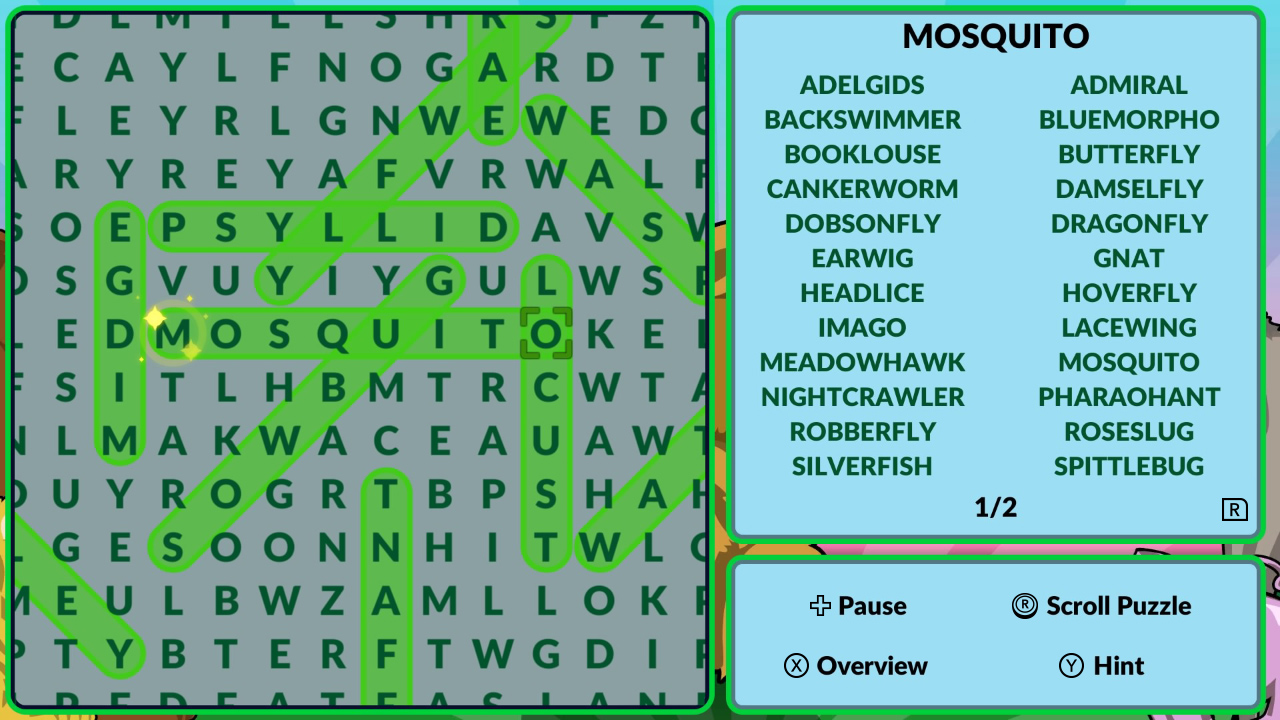 D E M Y E E S H R S F Z
C A Y L F N O G A R D T
F L E Y R L G N W E W E D
A R Y R E Y A F V R W A L
S O E P S Y L L I D A V S W
S G V U Y I Y G U L W S
E D M O S Q U I T O K E
F S I T L H B M T R C W T A
N L M A K W A C E A U A W
U Y R O G R T B P S H A H
G E S O O N N H I T W L
M E U L B W Z A M L L O K
P T Y B T E R F T W G D I
MOSQUITO
ADELGIDS ADMIRAL
BACKSWIMMER BLUEMORPHO
BOOKLOUSE BUTTERFLY
CANKERWORM DAMSELFLY
DOBSONFLY DRAGONFLY
EARWIG GNAT
HEADLICE HOVERFLY
IMAGO LACEWING
MEADOWHAWK MOSQUITO
NIGHTCRAWLER PHARAOHANT
ROBBERFLY ROSESLUG
SILVERFISH SPITTLEBUG
1/2 R
Pause R Scroll Puzzle
X Overview Y Hint